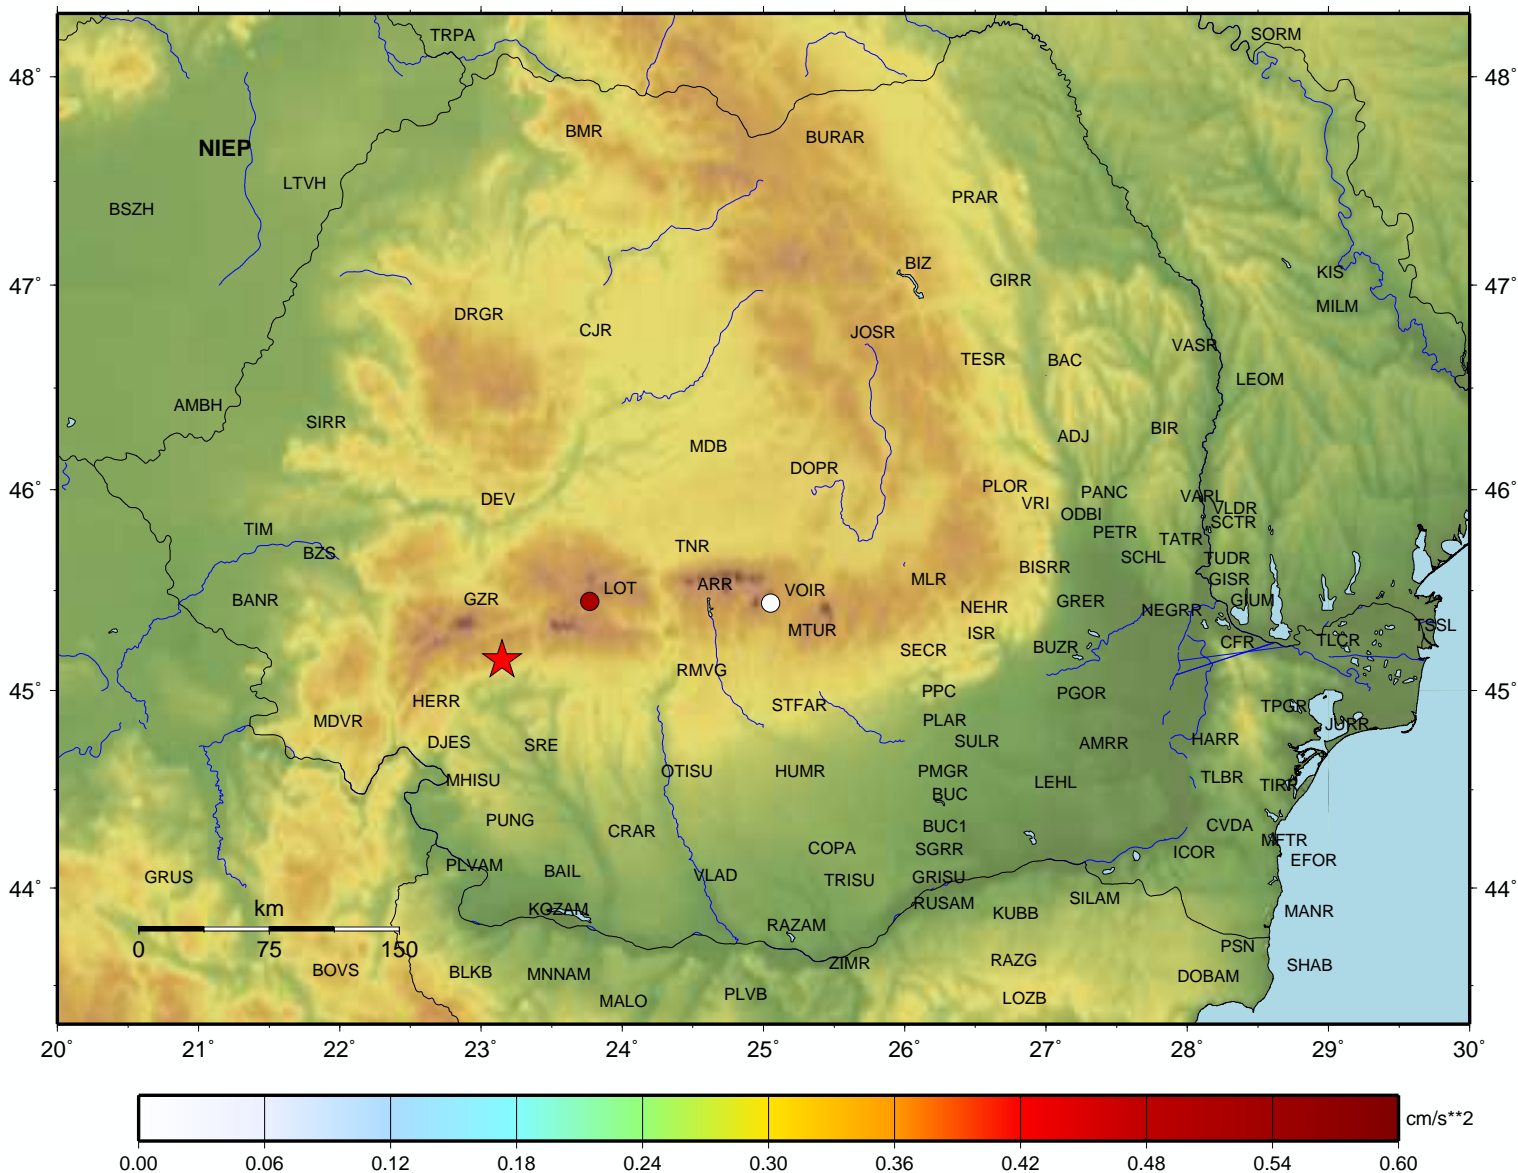 TRPA SORM
48° 48°
BMR BURAR
NIEP
LTVH
BSZH PRAR
BIZ KIS
47° GIRR 47°
MILM
DRGR CJR JOSR VASR
TESR BAC
LEOM
AMBH
SIRR BIR
MDB ADJ
DOPR
46° DEV PLOR PANC VARL 46°
VRI VLDR
ODBI SCTR
TIM PETR
BZS TNR TATR
SCHL TUDR
LOT ARR VOIR MLR BISRR GISR
BANR GZR NEHR GRER NEGRR GIUM
MTUR ISR TSSL
SECR BUZR CFR TLCR
RMVG
45° HERR PPC PGOR 45°
STFAR TPGR
MDVR PLAR JURR
DJES SRE SULR AMRR HARR
MHISU OTISU HUMR PMGR LEHL TLBR TIRR
BUC
PUNG CRAR BUC1 CVDA
COPA SGRR ICOR MFTR
PLVAM BAIL EFOR
44° GRUS VLAD TRISU GRISU 44°
km KOZAM RUSAM KUBB SILAM MANR
RAZAM
0 75 150 PSN
BOVS BLKB MNNAM ZIMR RAZG DOBAM SHAB
MALO PLVB LOZB
20° 21° 22° 23° 24° 25° 26° 27° 28° 29° 30°
cm/s**2
0.00 0.06 0.12 0.18 0.24 0.30 0.36 0.42 0.48 0.54 0.60